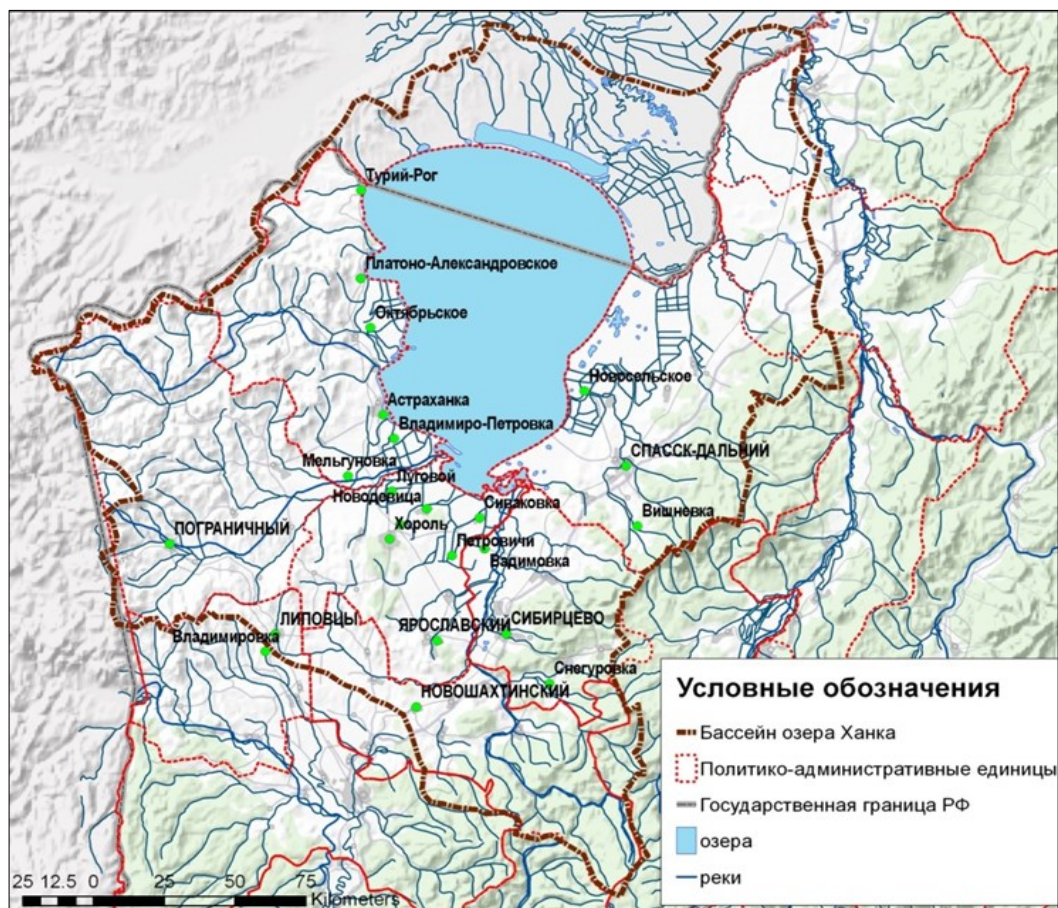 Турий-Рог
Платоно-Александровское
Октябрьское
Новосельское
Астраханка
Владимиро-Петровка
СПАССК-ДАЛЬНИЙ
Мельгуновка
Луговой
Новодевица
Сиваковка
Вишневка
ПОГРАНИЧНЫЙ
Хороль
Петровичи
Вадимовка
ЛИПОВЦЫ
ЯРОСЛАВСКИЙ
СИБИРЦЕВО
Владимировка
Снегуровка
НОВОШАХТИНСКИЙ
Условные обозначения
Бассейн озера Ханка
Политико-административные единицы
Государственная граница РФ
озера
реки
25 12.5 0 25 50 75
Kilometers